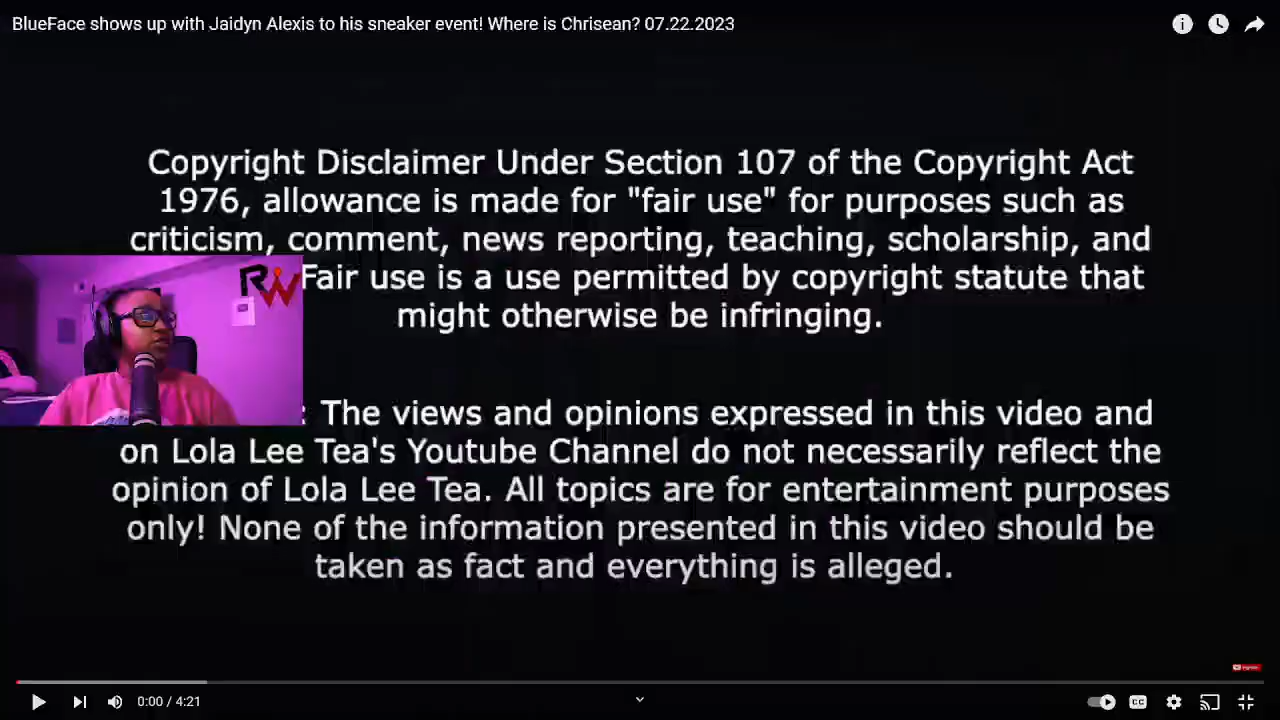 BlueFace shows up with Jaidyn Alexis to his sneaker event! Where is Chrisean? 07.22.2023
Copyright Disclaimer Under Section 107 of the Copyright Act
1976, allowance is made for "fair use" for purposes such as
criticism, comment, news reporting, teaching, scholarship, and
Fair use is a use permitted by copyright statute that
might otherwise be infringing.
RW
: The views and opinions expressed in this video and
on Lola Lee Tea's Youtube Channel do not necessarily reflect the
opinion of Lola Lee Tea. All topics are for entertainment purposes
only! None of the information presented in this video should be
taken as fact and everything is alleged.
0:00 / 4:21
CC